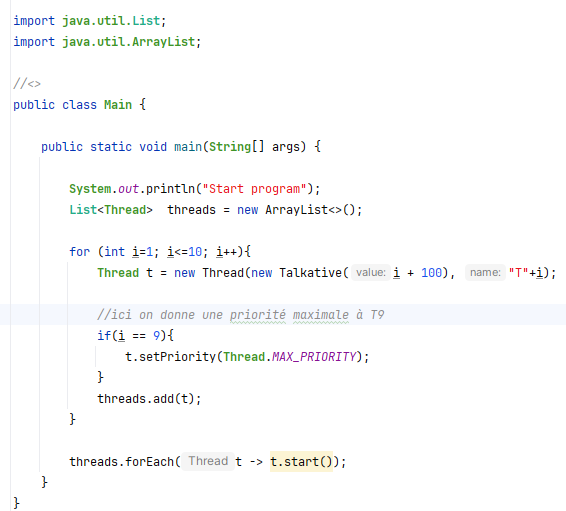 import java.util.List;
import java.util.ArrayList;
//<>
public class Main {
public static void main(String[] args) {
System.out.println("Start program");
List<Thread>  threads = new ArrayList<>();
for (int i=1; i<=10; i++){
Thread t = new Thread(new Talkative( value: i + 100), name: "T"+i);
//ici on donne une priorité maximale à T9
if(i == 9){
t.setPriority(Thread.MAX_PRIORITY);
}
threads.add(t);
}
threads.forEach( Thread t -> t.start());
}
}